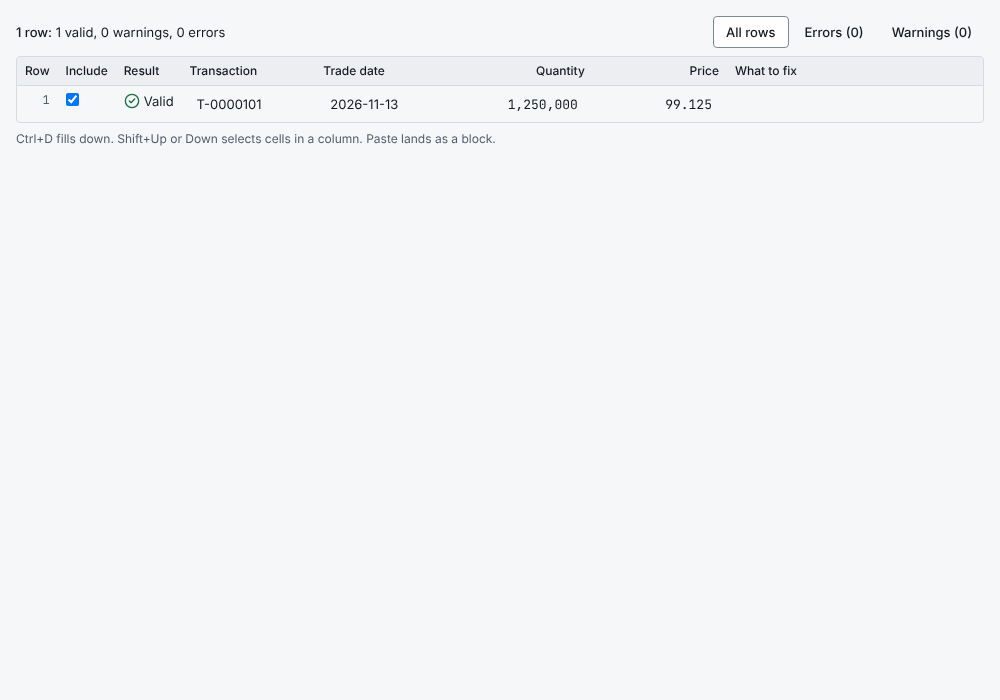 1 row: 1 valid, 0 warnings, 0 errors All rows Errors (0) Warnings (0)
Row Include Result Transaction Trade date Quantity Price What to fix
1 Valid T-0000101 2026-11-13 1,250,000 99.125
Ctrl+D fills down. Shift+Up or Down selects cells in a column. Paste lands as a block.